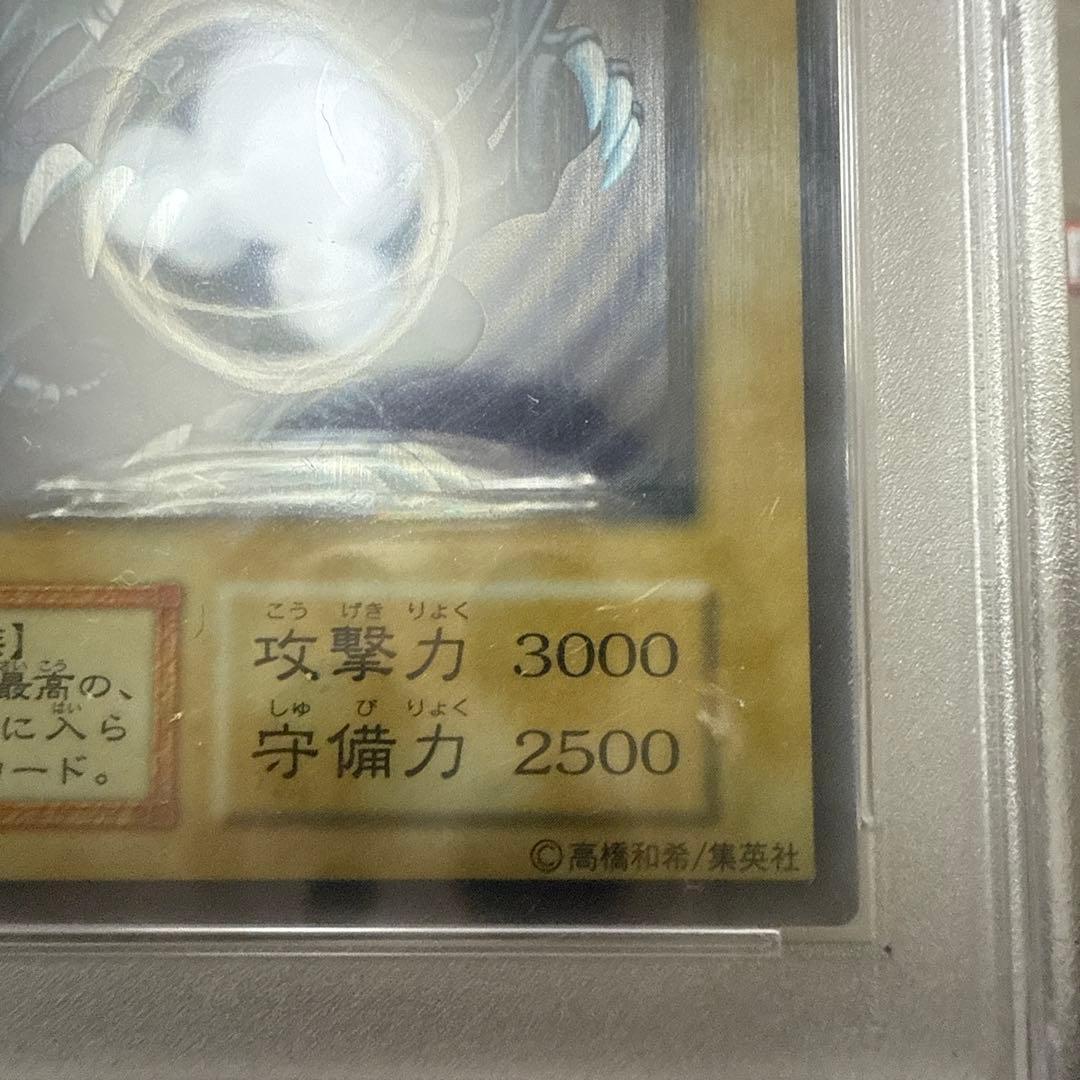 】
最高の、
に入ら
ード。
こう げき りょく
攻撃力 3000
しゅ び りょく
守備力 2500
©高橋和希/集英社